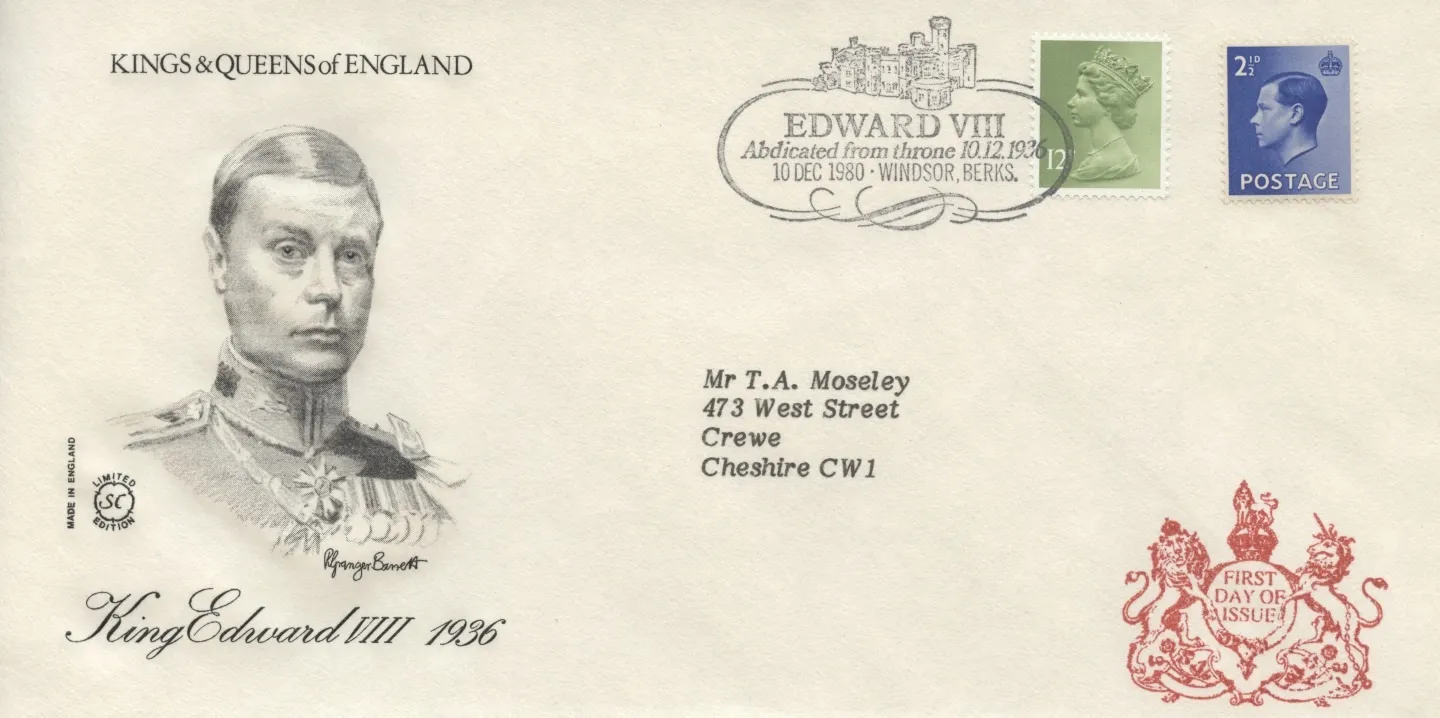 KINGS & QUEENS of ENGLAND
EDWARD VIII
Abdicated from throne 10.12.1936
10 DEC 1980 · WINDSOR, BERKS.
12
2½D
POSTAGE
Mr T.A. Moseley
473 West Street
Crewe
Cheshire CW1
MADE IN ENGLAND
LIMITED
SC
EDITION
RGrangerBarrett
King Edward VIII 1936
FIRST
DAY OF
ISSUE